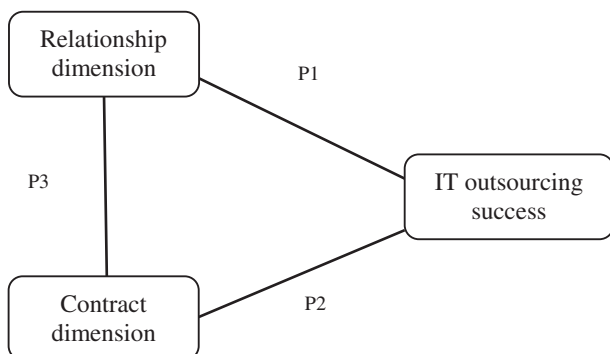 Relationship
dimension
P1
P3
IT outsourcing
success
Contract
dimension
P2